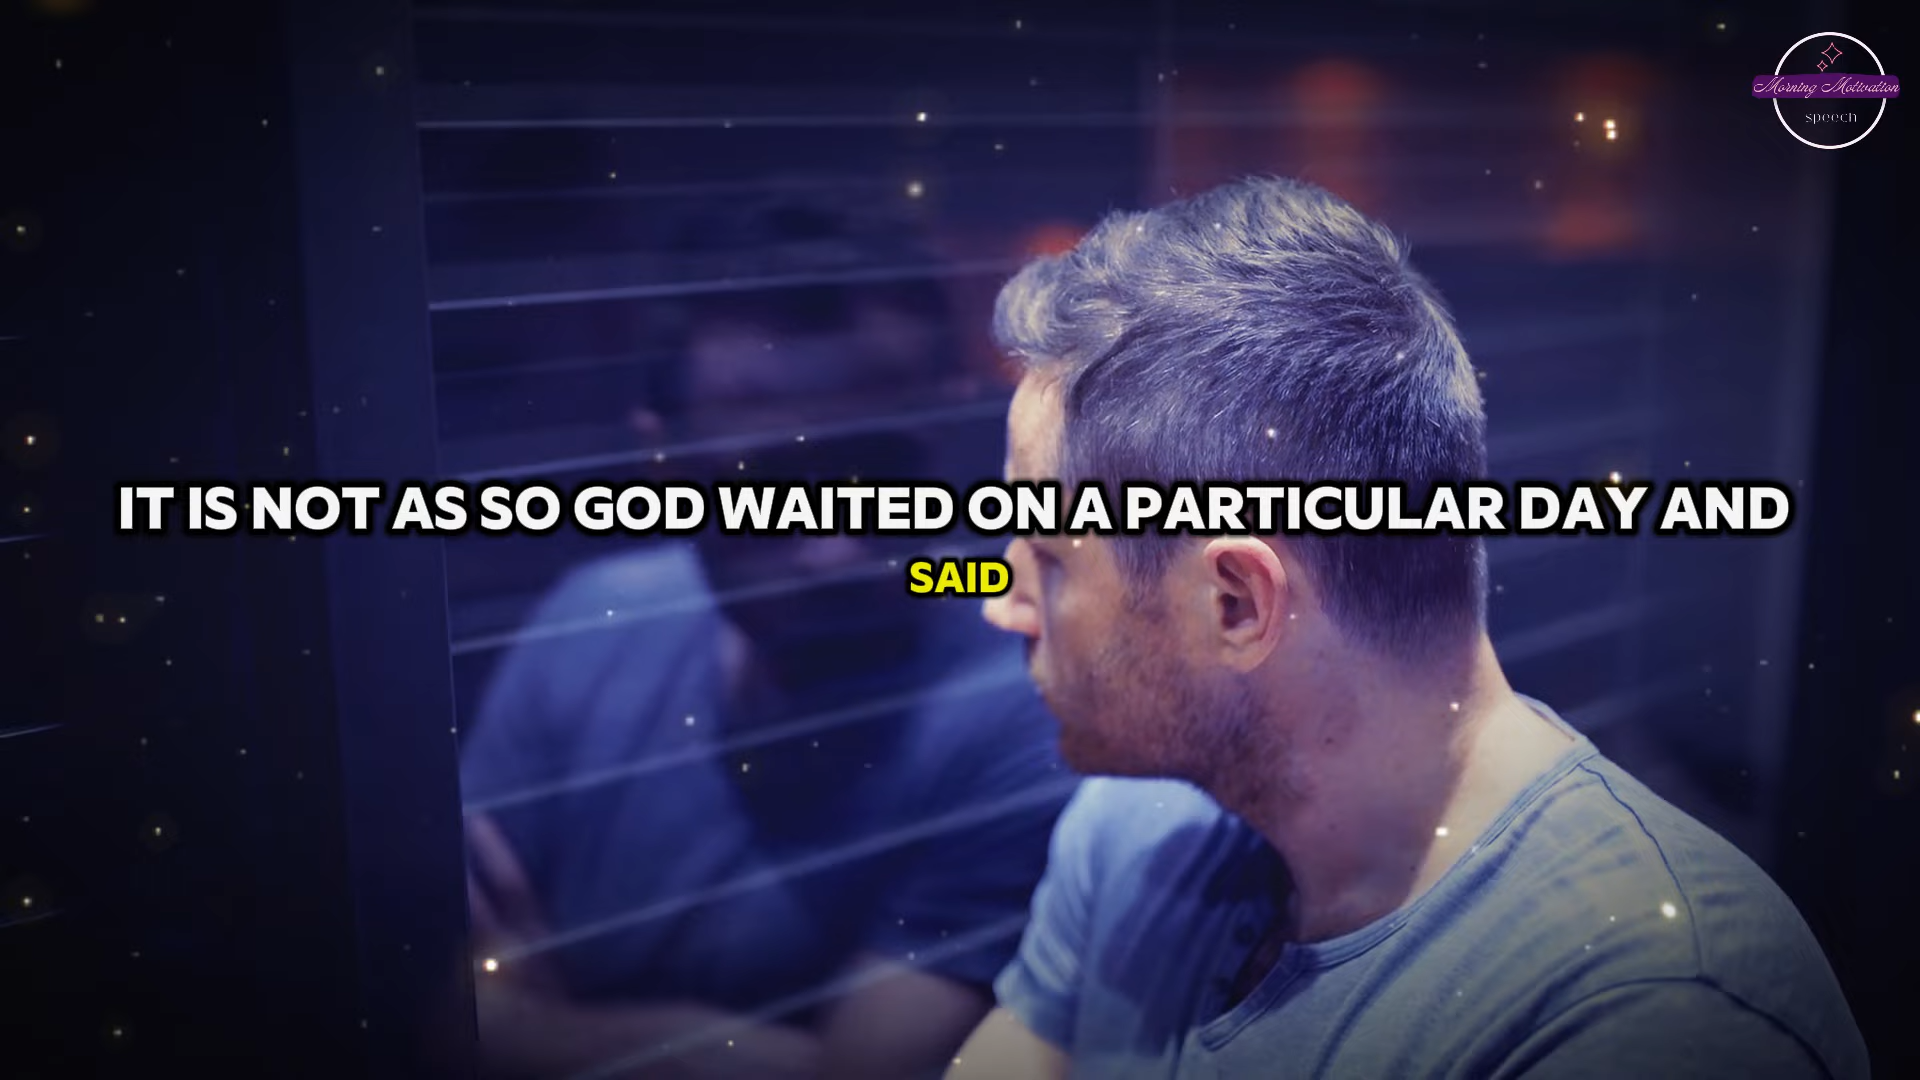 Morning Motivation
speech
IT IS NOT AS SO GOD WAITED ON A PARTICULAR DAY AND
SAID